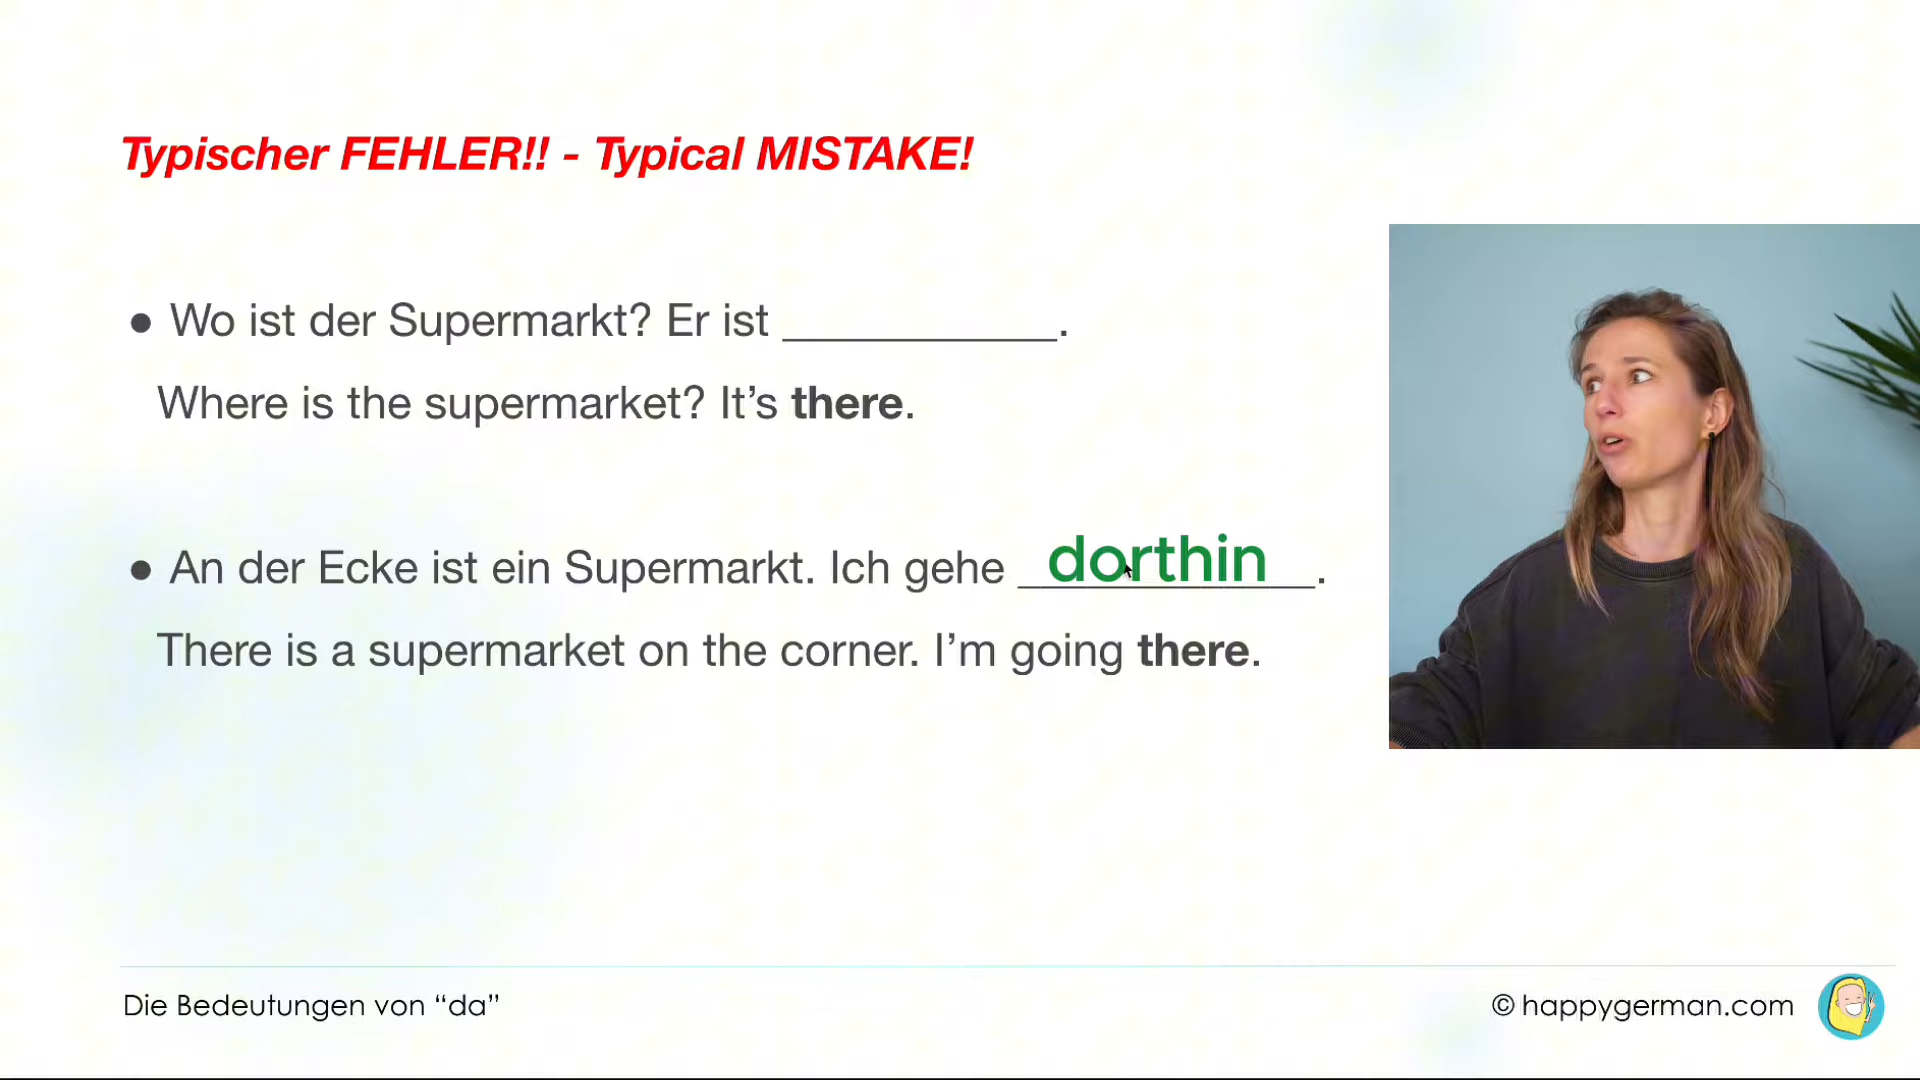 Typischer FEHLER!! - Typical MISTAKE!
● Wo ist der Supermarkt? Er ist ____________.
Where is the supermarket? It’s there.
● An der Ecke ist ein Supermarkt. Ich gehe dorthin.
There is a supermarket on the corner. I’m going there.
Die Bedeutungen von “da”
© happygerman.com